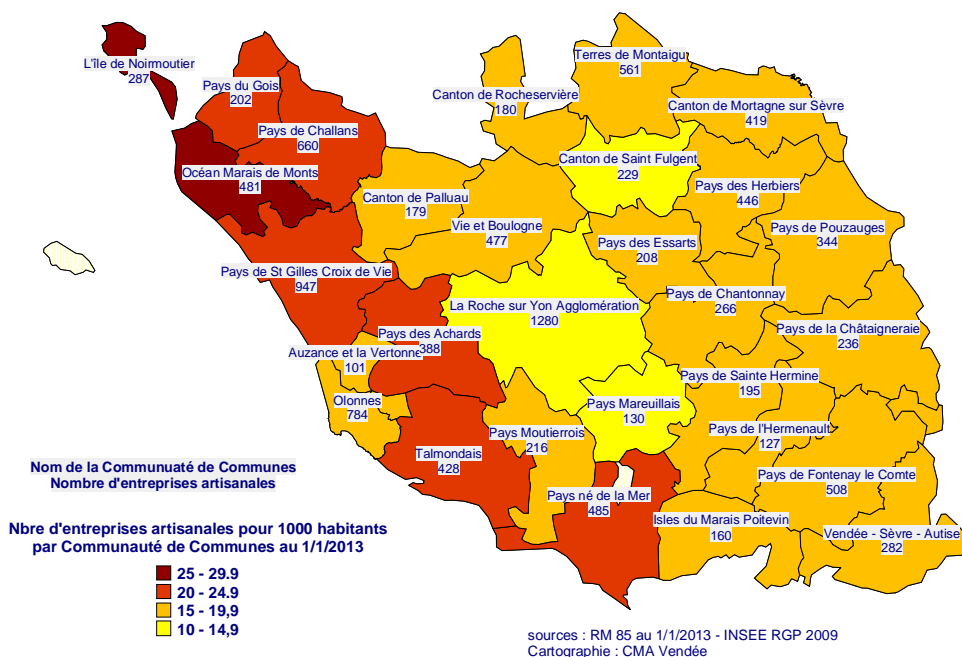 L'île de Noirmoutier
287
Pays du Gois
202
Pays de Challans
660
Océan Marais de Monts
481
Canton de Rocheservière
180
Terres de Montaigu
561
Canton de Mortagne sur Sèvre
419
Canton de Saint Fulgent
229
Pays des Herbiers
446
Canton de Palluau
179
Vie et Boulogne
477
Pays des Essarts
208
Pays de Pouzauges
344
Pays de St Gilles Croix de Vie
947
La Roche sur Yon Agglomération
1280
Pays de Chantonnay
266
Pays des Achards
388
Pays de la Châtaigneraie
236
Auzance et la Vertonne
101
Pays de Sainte Hermine
195
Olonnes
784
Pays Mareuillais
130
Talmondais
428
Pays Moutierrois
216
Pays de l'Hermenault
127
Pays de Fontenay le Comte
508
Pays né de la Mer
485
Isles du Marais Poitevin
160
Vendée - Sèvre - Autise
282
Nom de la Communuaté de Communes
Nombre d'entreprises artisanales
Nbre d'entreprises artisanales pour 1000 habitants
par Communauté de Communes au 1/1/2013
25 - 29.9
20 - 24.9
15 - 19,9
10 - 14,9
sources : RM 85 au 1/1/2013 - INSEE RGP 2009
Cartographie : CMA Vendée